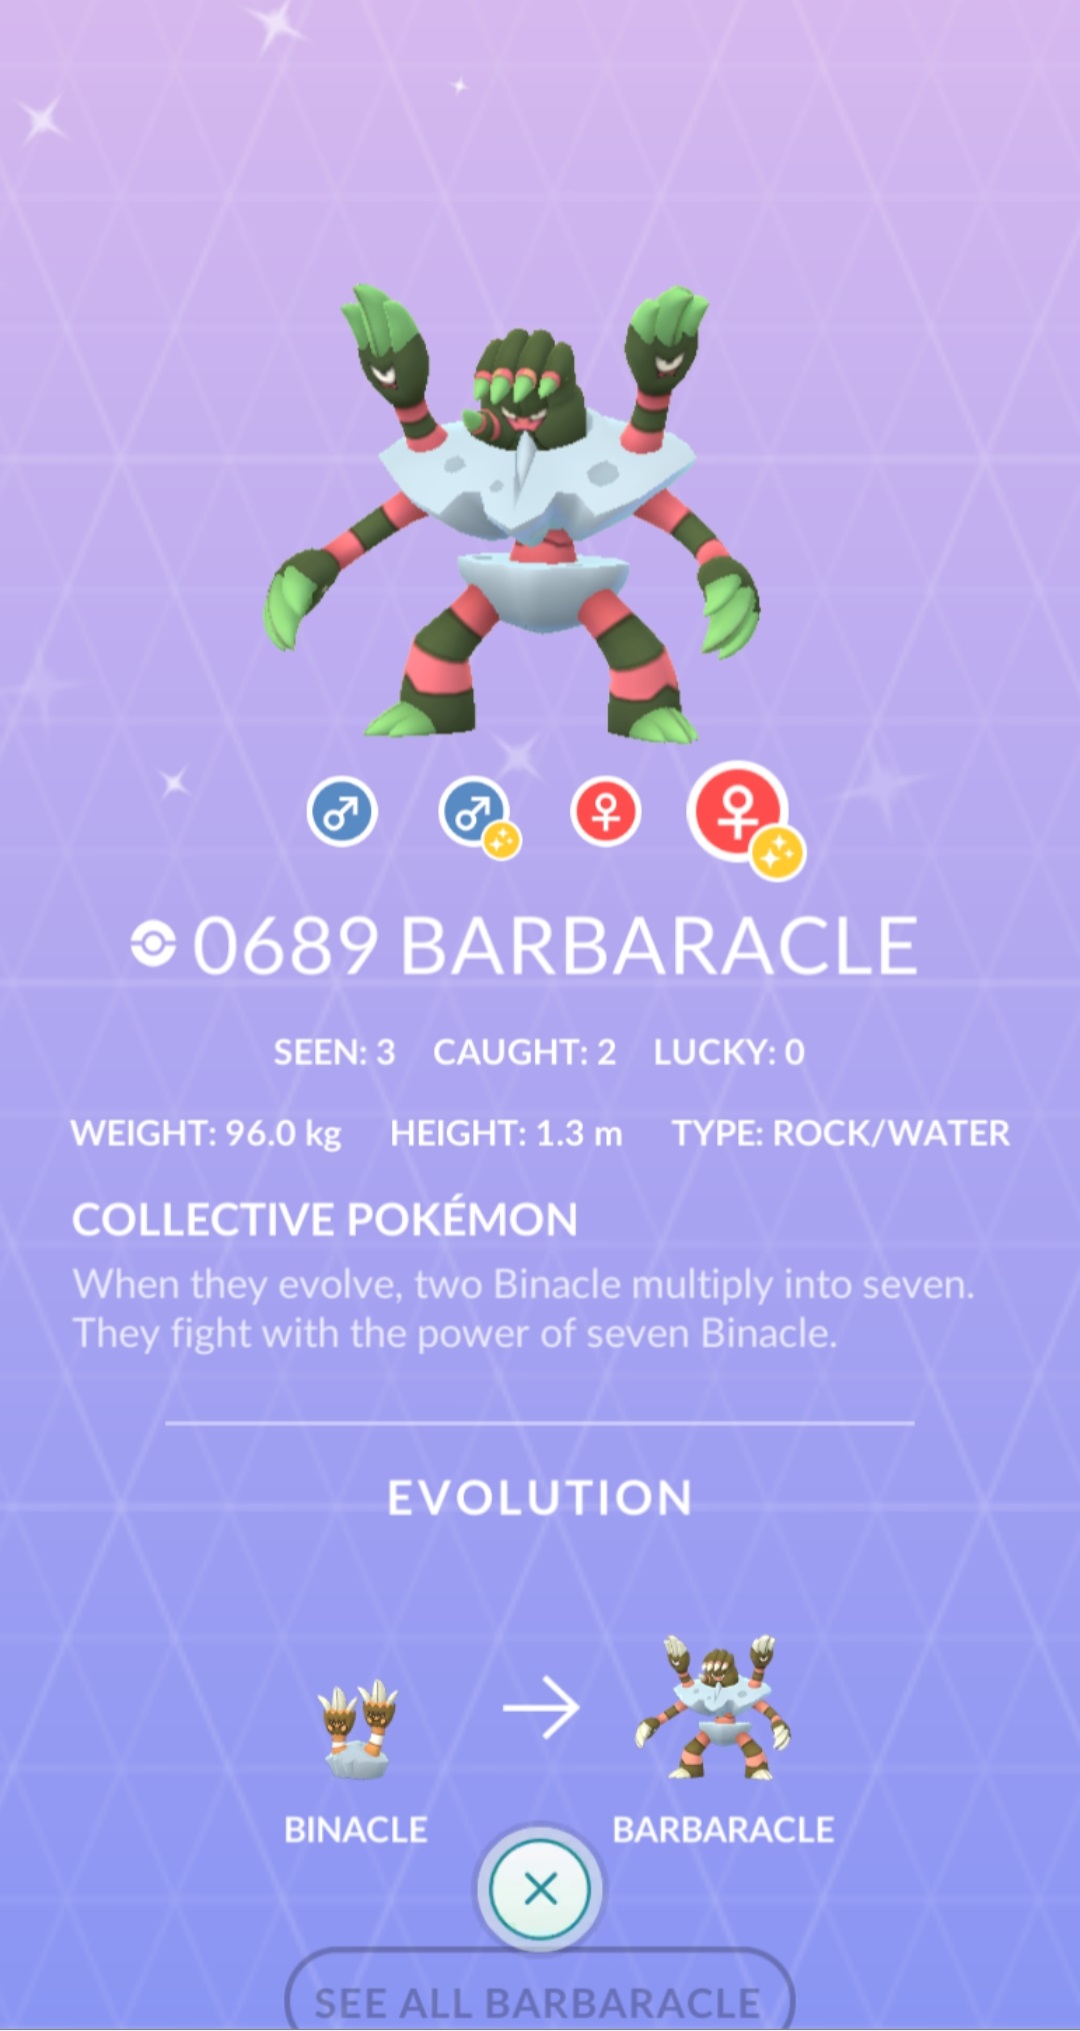 0689 BARBARACLE
SEEN: 3 CAUGHT: 2 LUCKY: 0
WEIGHT: 96.0 kg HEIGHT: 1.3 m TYPE: ROCK/WATER
COLLECTIVE POKÉMON
When they evolve, two Binacle multiply into seven.
They fight with the power of seven Binacle.
EVOLUTION
BINACLE BARBARACLE
SEE ALL BARBARACLE